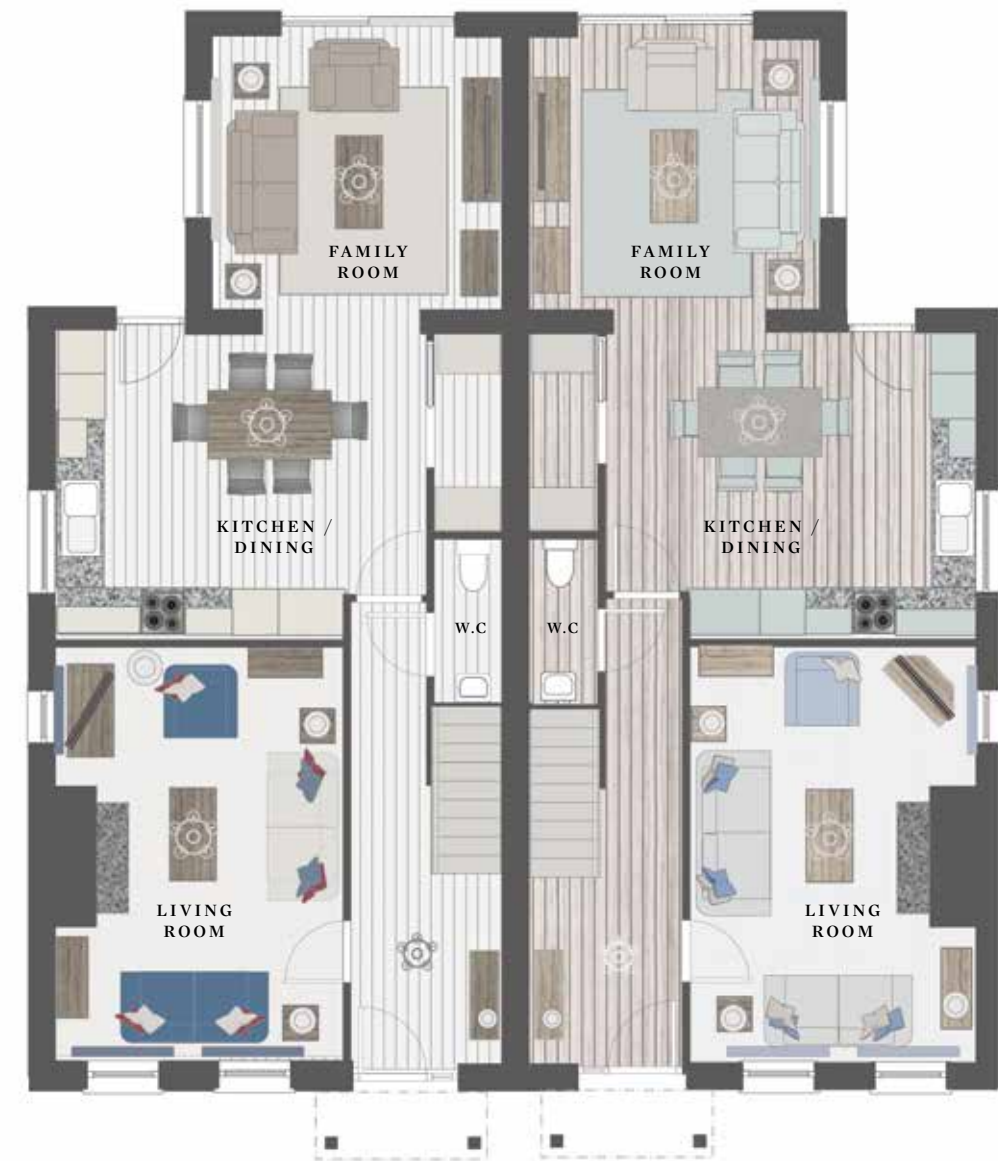 FAMILY
ROOM
FAMILY
ROOM
KITCHEN /
DINING
KITCHEN /
DINING
W.C
W.C
LIVING
ROOM
LIVING
ROOM